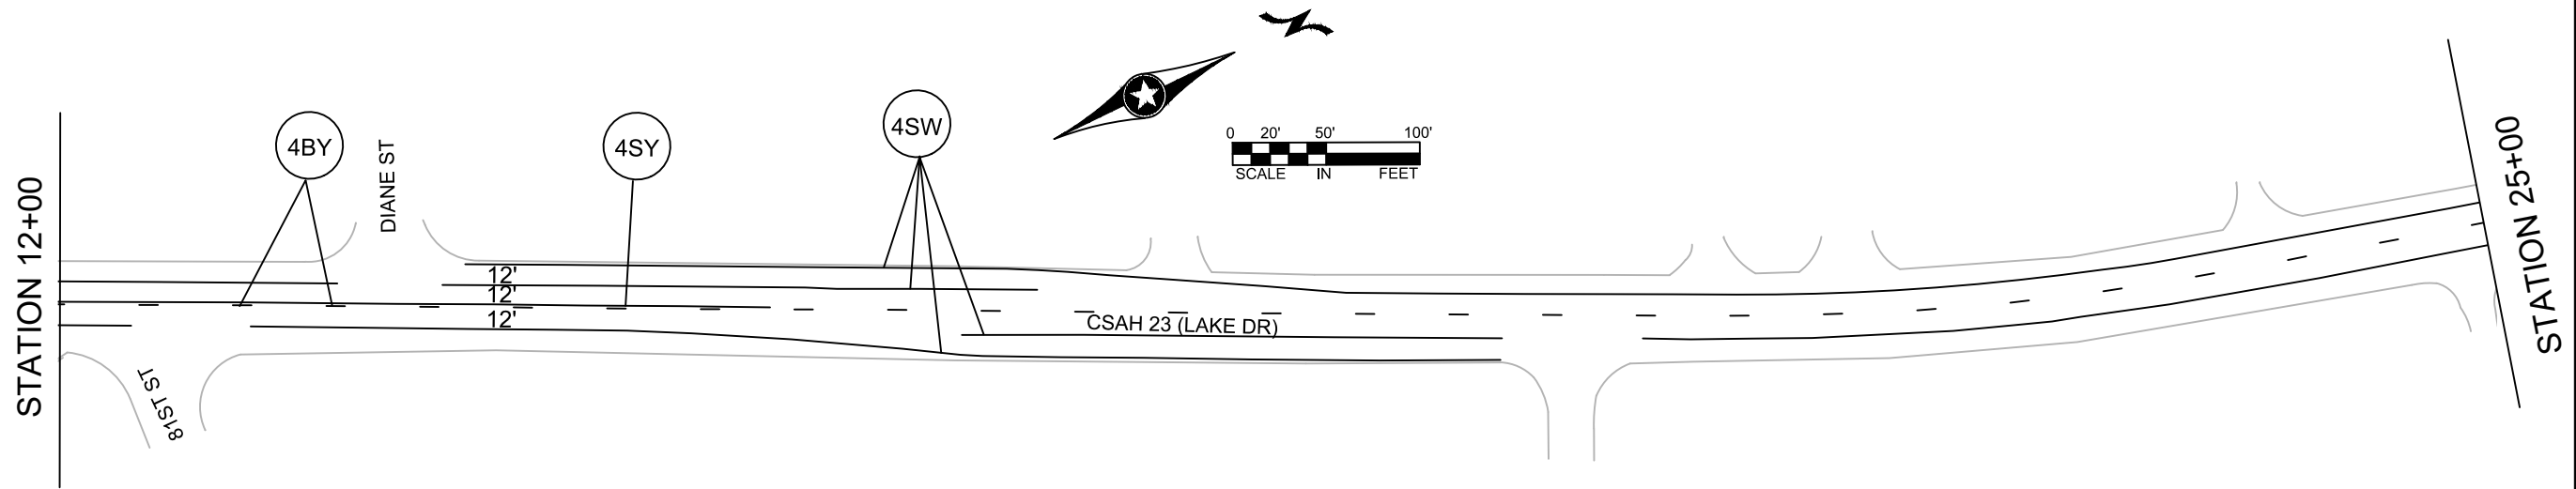 STATION 12+00
4BY
DIANE ST
4SY
4SW
0 20' 50' 100'
SCALE IN FEET
12'
12'
12'
CSAH 23 (LAKE DR)
81ST ST
STATION 25+00